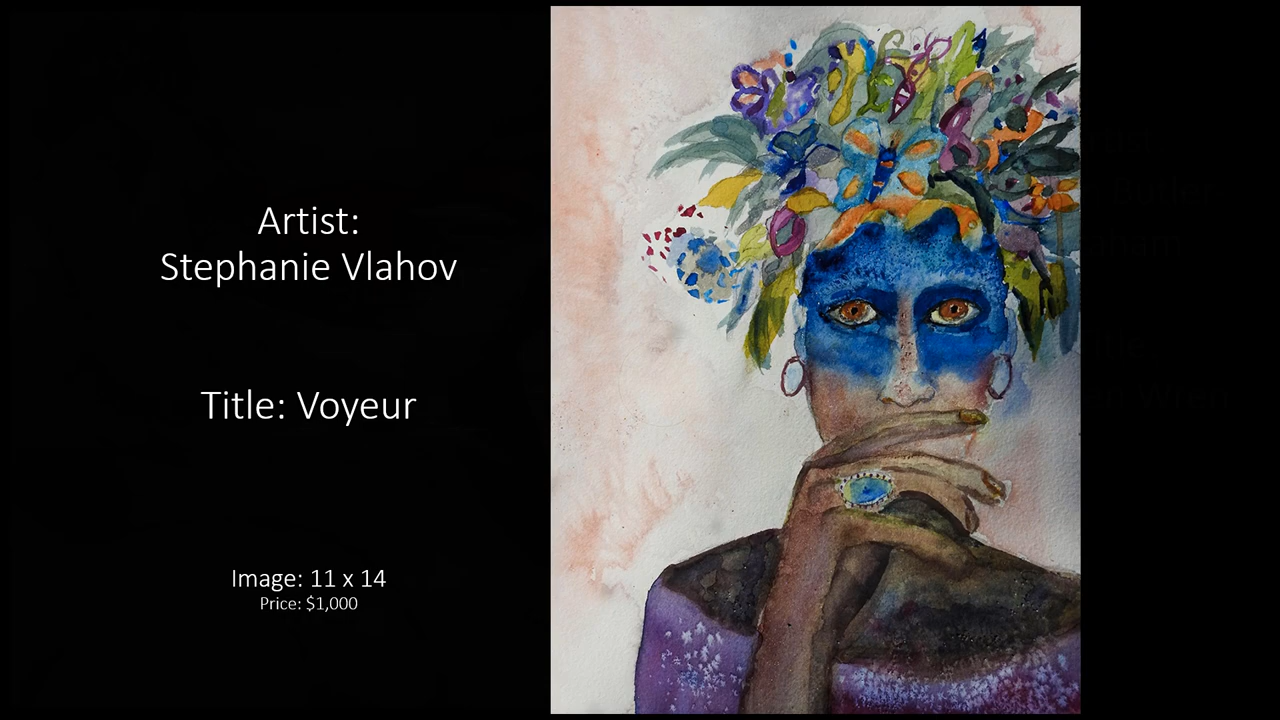 Artist:
Stephanie Vlahov
Title: Voyeur
Image: 11 x 14
Price: $1,000